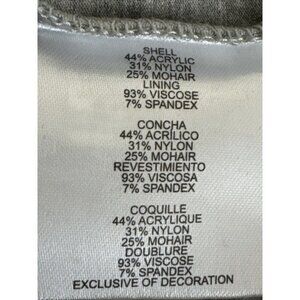 SHELL
44% ACRYLIC
31% NYLON
25% MOHAIR
LINING
93% VISCOSE
7% SPANDEX
CONCHA
44% ACRÍLICO
31% NYLON
25% MOHAIR
REVESTIMIENTO
93% VISCOSA
7% SPANDEX
COQUILLE
44% ACRYLIQUE
31% NYLON
25% MOHAIR
DOUBLURE
93% VISCOSE
7% SPANDEX
EXCLUSIVE OF DECORATION